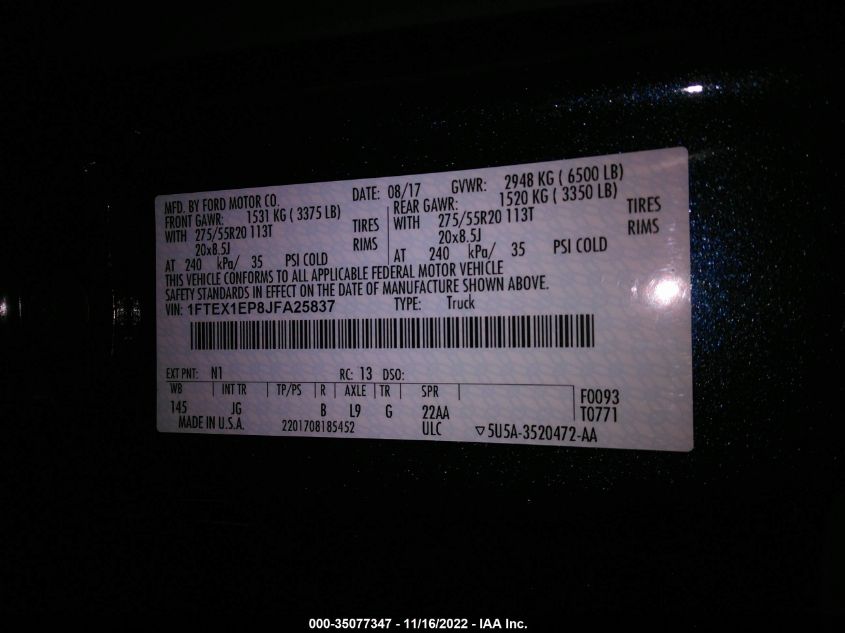 MFD. BY FORD MOTOR CO. DATE: 08/17 GVWR: 2948 KG ( 6500 LB)
FRONT GAWR: 1531 KG ( 3375 LB) REAR GAWR: 1520 KG ( 3350 LB)
WITH 275/55R20 113T TIRES WITH 275/55R20 113T TIRES
20x8.5J RIMS 20x8.5J RIMS
AT 240 kPa/ 35 PSI COLD AT 240 kPa/ 35 PSI COLD
THIS VEHICLE CONFORMS TO ALL APPLICABLE FEDERAL MOTOR VEHICLE
SAFETY STANDARDS IN EFFECT ON THE DATE OF MANUFACTURE SHOWN ABOVE.
VIN: 1FTEX1EP8JFA25837 TYPE: Truck
EXT PNT: N1 RC: 13 DSO:
WB INT TR TP/PS R AXLE TR SPR F0093
145 JG B L9 G 22AA T0771
MADE IN U.S.A. 2201708185452 ULC ▽5U5A-3520472-AA
000-35077347 - 11/16/2022 - IAA Inc.